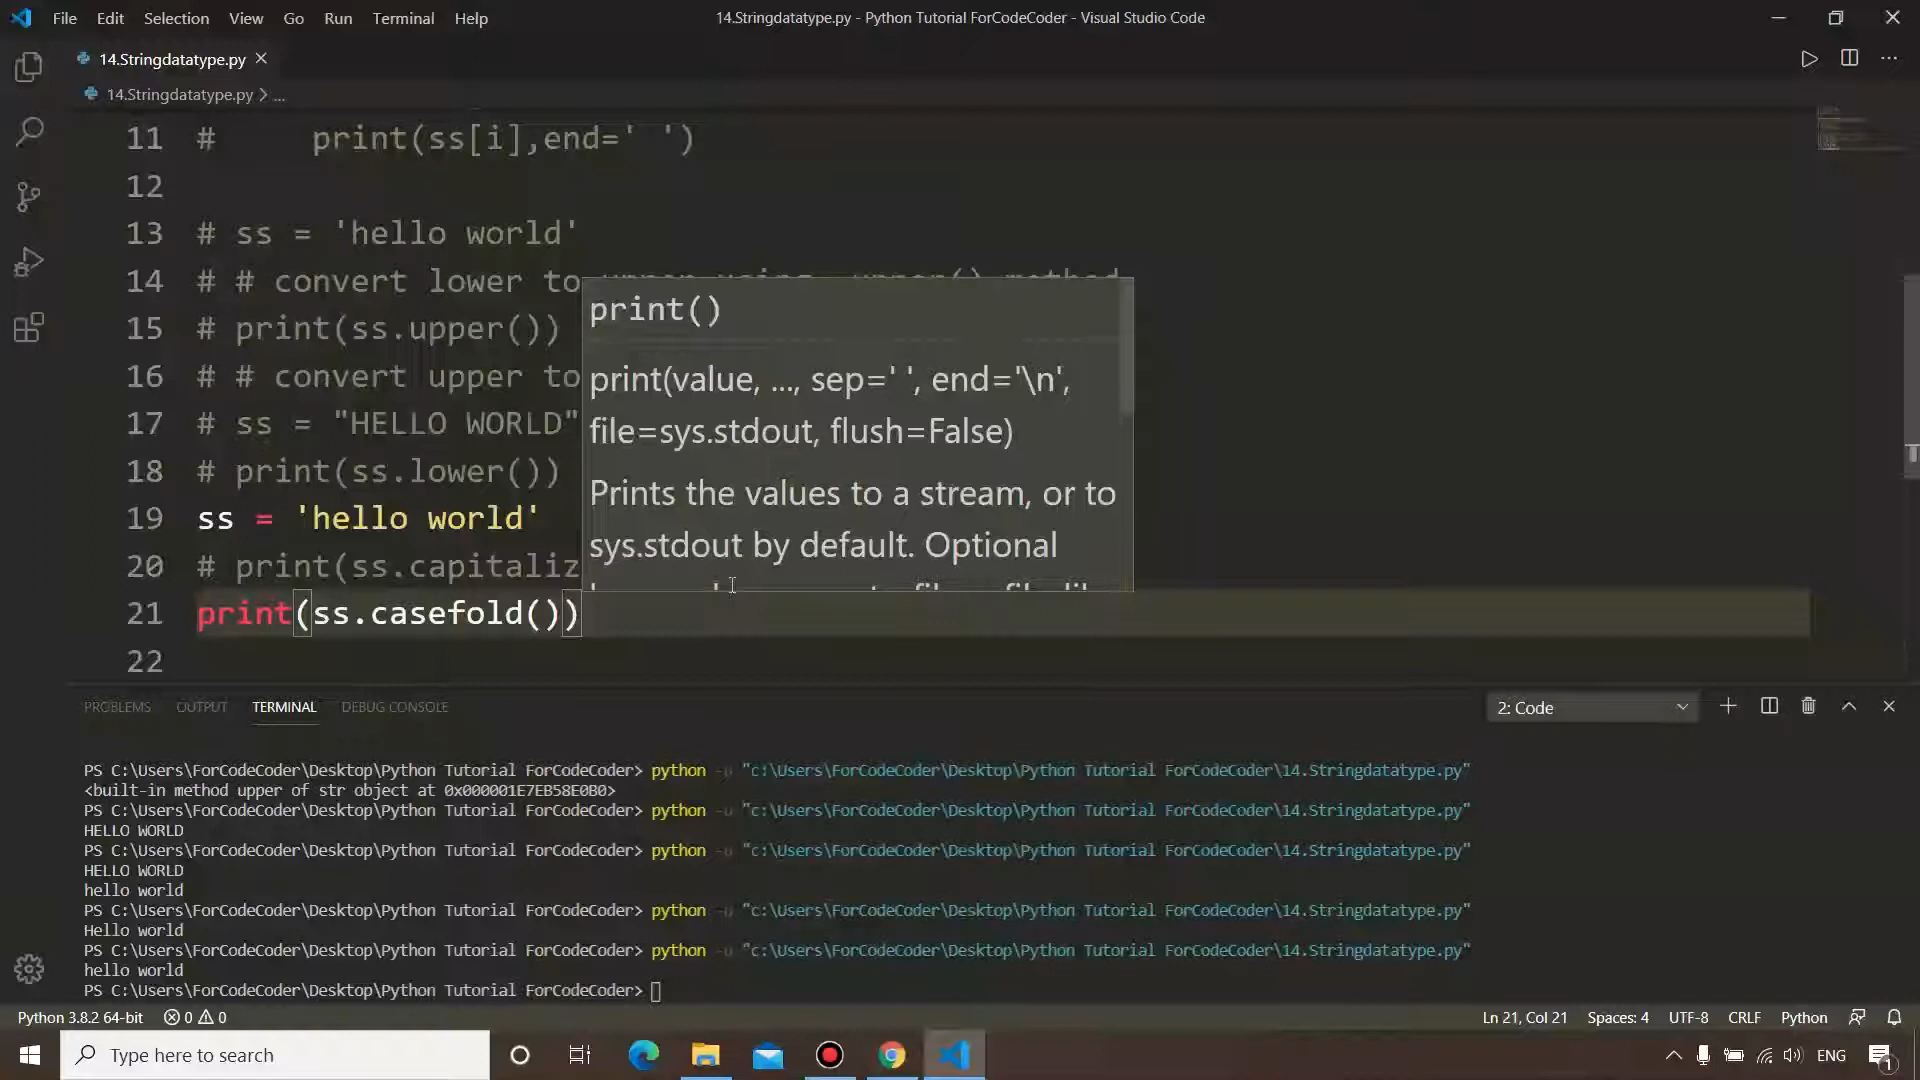 File Edit Selection View Go Run Terminal Help
14.Stringdatatype.py - Python Tutorial ForCodeCoder - Visual Studio Code
14.Stringdatatype.py
14.Stringdatatype.py > ...
11 # print(ss[i],end=' ')
12
13 # ss = 'hello world'
14 # # convert lower to upper using upper() method
15 # print(ss.upper())
16 # # convert upper to
17 # ss = "HELLO WORLD"
18 # print(ss.lower())
19 ss = 'hello world'
20 # print(ss.capitaliz
21 print(ss.casefold())
22
print()
print(value, ..., sep=' ', end='\n',
file=sys.stdout, flush=False)
Prints the values to a stream, or to
sys.stdout by default. Optional
PROBLEMS OUTPUT TERMINAL DEBUG CONSOLE
2: Code
PS C:\Users\ForCodeCoder\Desktop\Python Tutorial ForCodeCoder> python -u "c:\Users\ForCodeCoder\Desktop\Python Tutorial ForCodeCoder\14.Stringdatatype.py"
<built-in method upper of str object at 0x000001E7EB58E0B0>
PS C:\Users\ForCodeCoder\Desktop\Python Tutorial ForCodeCoder> python -u "c:\Users\ForCodeCoder\Desktop\Python Tutorial ForCodeCoder\14.Stringdatatype.py"
HELLO WORLD
PS C:\Users\ForCodeCoder\Desktop\Python Tutorial ForCodeCoder> python -u "c:\Users\ForCodeCoder\Desktop\Python Tutorial ForCodeCoder\14.Stringdatatype.py"
HELLO WORLD
hello world
PS C:\Users\ForCodeCoder\Desktop\Python Tutorial ForCodeCoder> python -u "c:\Users\ForCodeCoder\Desktop\Python Tutorial ForCodeCoder\14.Stringdatatype.py"
Hello world
PS C:\Users\ForCodeCoder\Desktop\Python Tutorial ForCodeCoder> python -u "c:\Users\ForCodeCoder\Desktop\Python Tutorial ForCodeCoder\14.Stringdatatype.py"
hello world
PS C:\Users\ForCodeCoder\Desktop\Python Tutorial ForCodeCoder>
Python 3.8.2 64-bit 0 0 Ln 21, Col 21 Spaces: 4 UTF-8 CRLF Python
Type here to search ENG 1